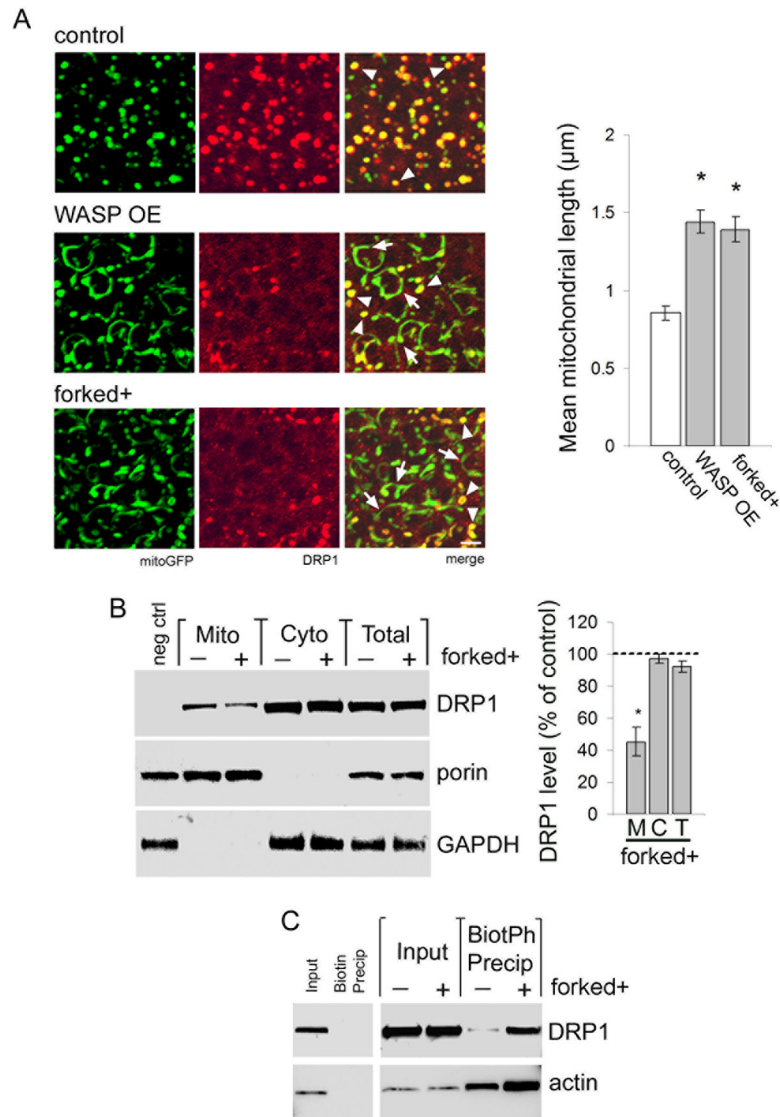 A
control
WASP OE
forked+
mitoGFP
DRP1
merge
Mean mitochondrial length (µm)
2
1.5
1
0.5
0
* *
control
WASP OE
forked+
B
neg ctrl
Mito Cyto Total
− + − + − + forked+
DRP1
porin
GAPDH
DRP1 level (% of control)
120
100
80
60
40
20
0
*
M C T
forked+
C
Input
Biotin
Precip
Input
BiotPh
Precip
− + − + forked+
DRP1
actin